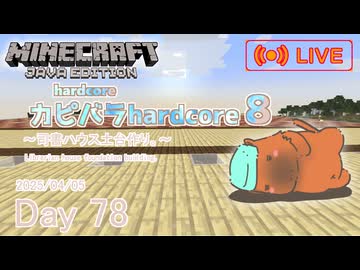 MINECRAFT
JAVA EDITION
LIVE
hardcore
カピバラhardcore 8
～司書ハウス土台作り。～
Librarian house foundation building.
2025/04/05
Day 78